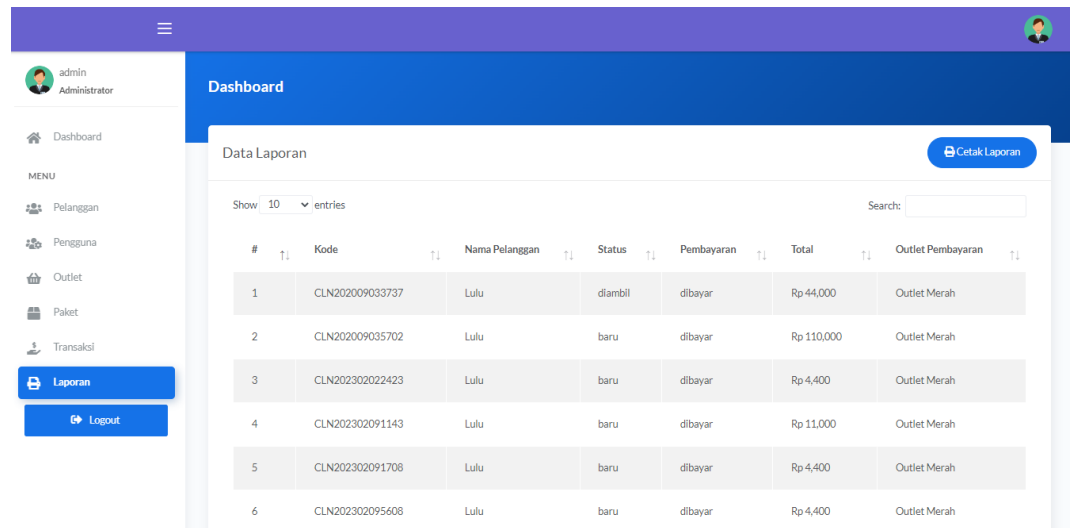 admin
Administrator
Dashboard
MENU
Pelanggan
Pengguna
Outlet
Paket
Transaksi
Laporan
Logout
Dashboard
Data Laporan
Cetak Laporan
Show 10 entries
Search:
# Kode Nama Pelanggan Status Pembayaran Total Outlet Pembayaran
1 CLN202009033737 Lulu diambil dibayar Rp 44,000 Outlet Merah
2 CLN202009035702 Lulu baru dibayar Rp 110,000 Outlet Merah
3 CLN202302022423 Lulu baru dibayar Rp 4,400 Outlet Merah
4 CLN202302091143 Lulu baru dibayar Rp 11,000 Outlet Merah
5 CLN202302091708 Lulu baru dibayar Rp 4,400 Outlet Merah
6 CLN202302095608 Lulu baru dibayar Rp 4,400 Outlet Merah